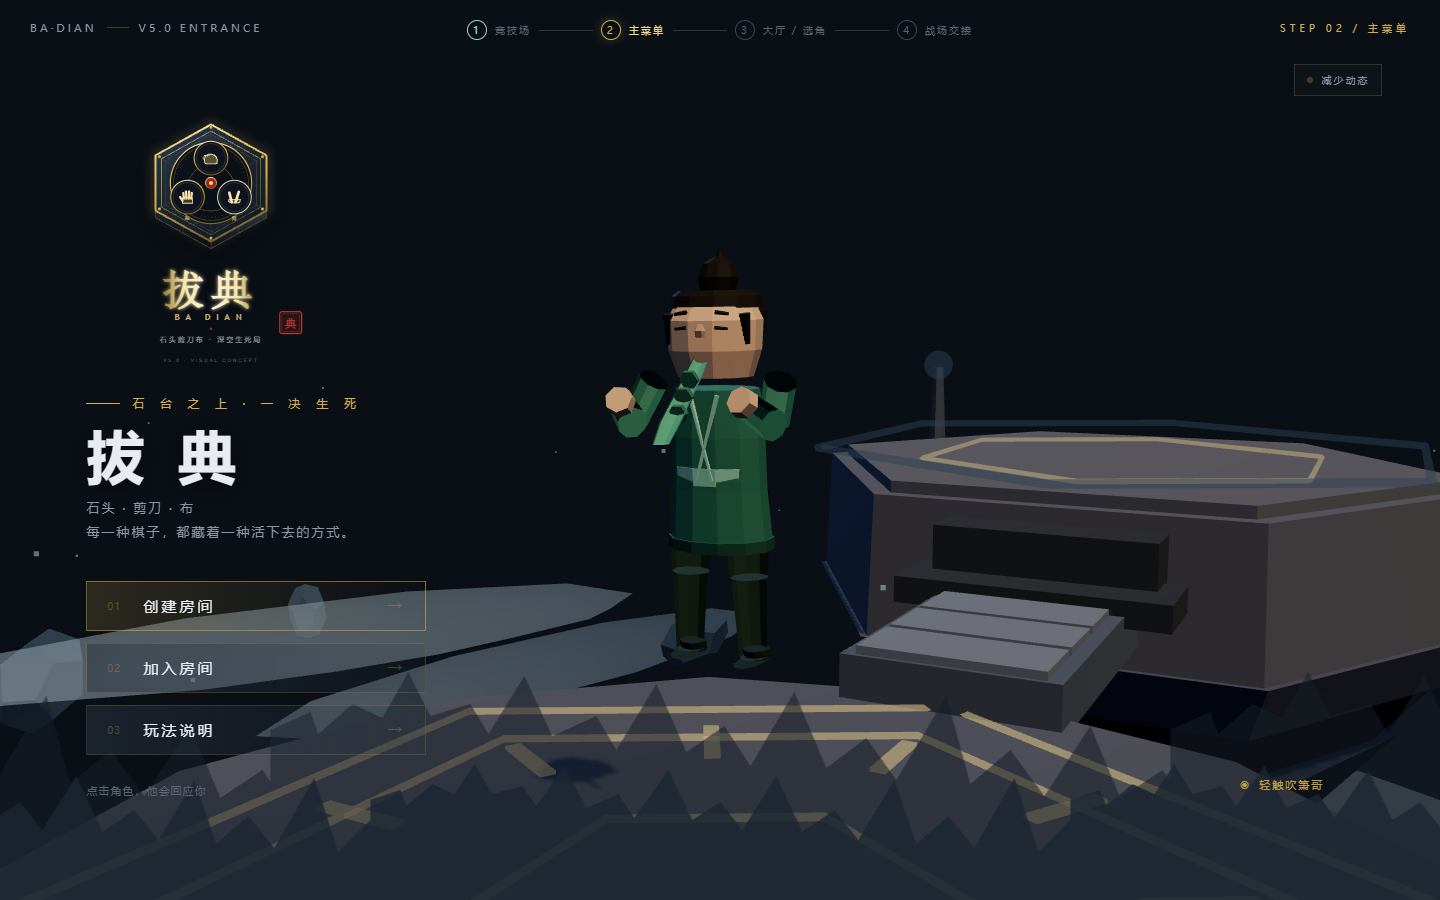 BA·DIAN — V5.0 ENTRANCE
1 竞技场
2 主菜单
3 大厅 / 选角
4 战场交接
STEP 02 / 主菜单
减少动态
拔典
BA DIAN
典
石头剪刀布 · 深空生死局
V5.0 · VISUAL CONCEPT
石台之上·一决生死
拔典
石头 · 剪刀 · 布
每一种棋子，都藏着一种活下去的方式。
01 创建房间 →
02 加入房间 →
03 玩法说明 →
点击角色，他会回应你
轻触吹箫哥